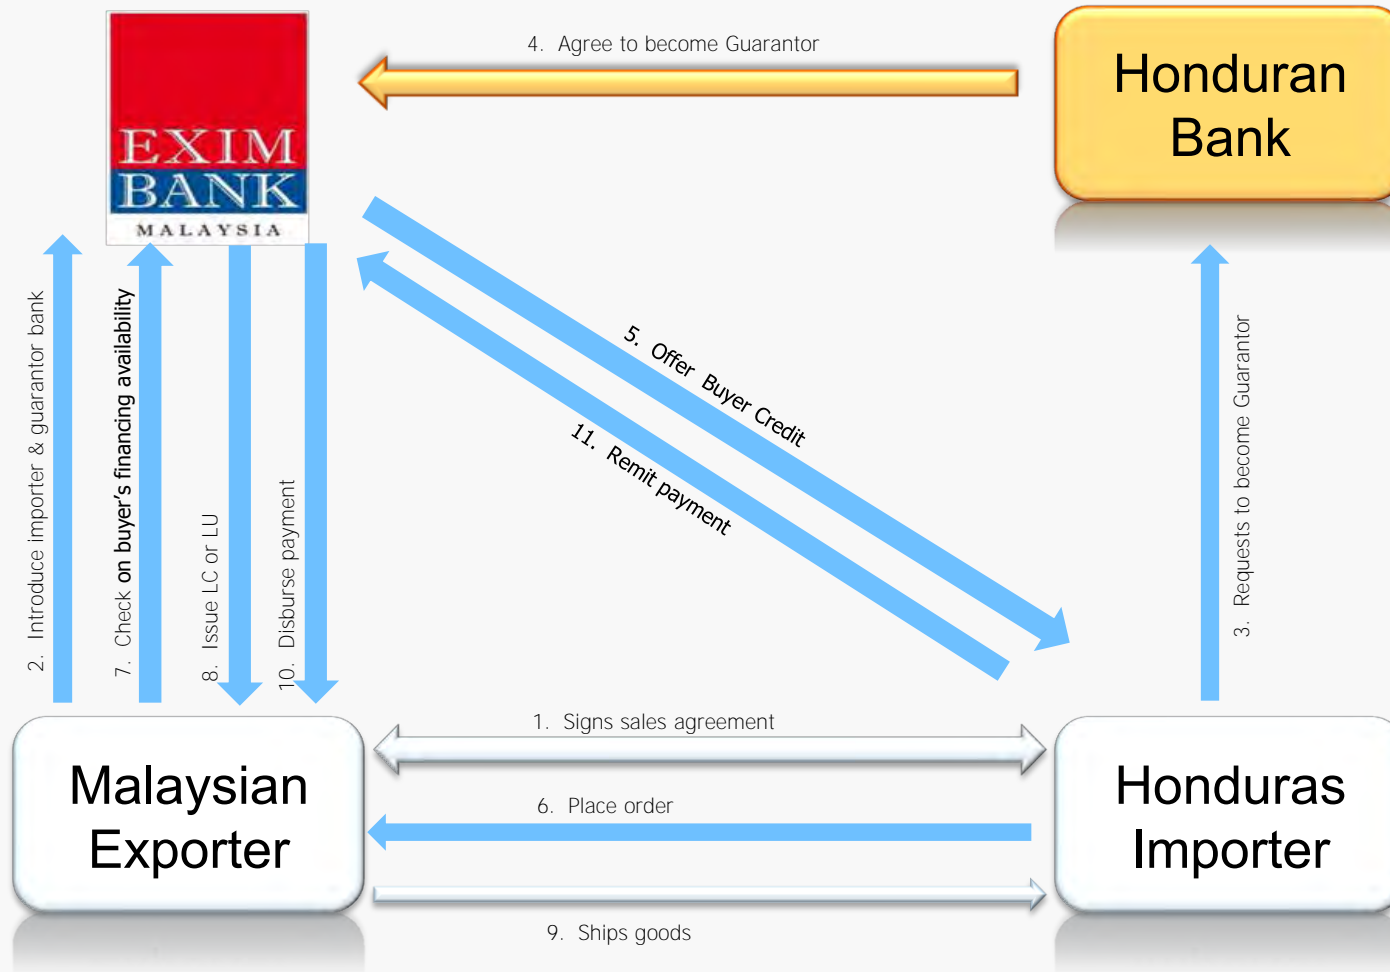 4. Agree to become Guarantor
Honduran
Bank
EXIM
BANK
MALAYSIA
2. Introduce importer & guarantor bank
7. Check on buyer's financing availability
8. Issue LC or LU
10. Disburse payment
5. Offer Buyer Credit
11. Remit payment
3. Requests to become Guarantor
1. Signs sales agreement
Malaysian
Exporter
6. Place order
Honduras
Importer
9. Ships goods